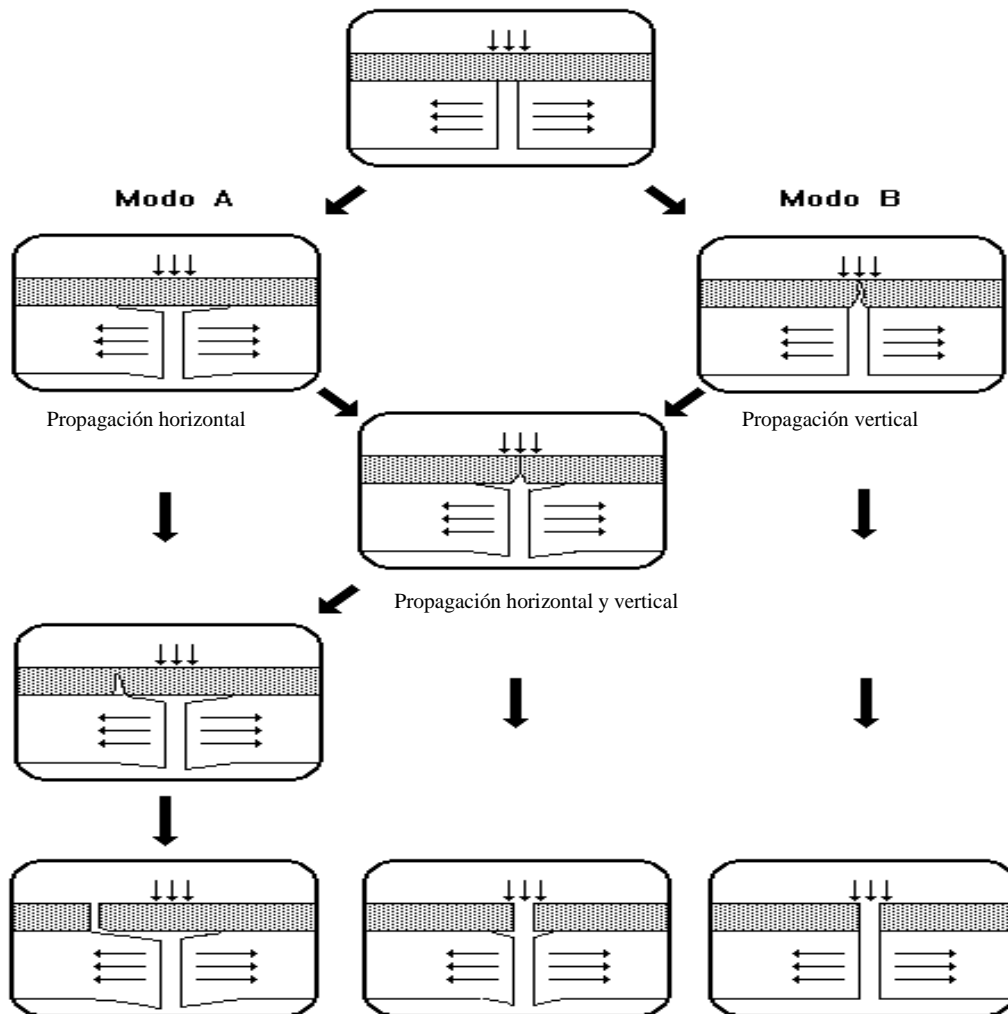 Modo A
Modo B
Propagación horizontal
Propagación vertical
Propagación horizontal y vertical